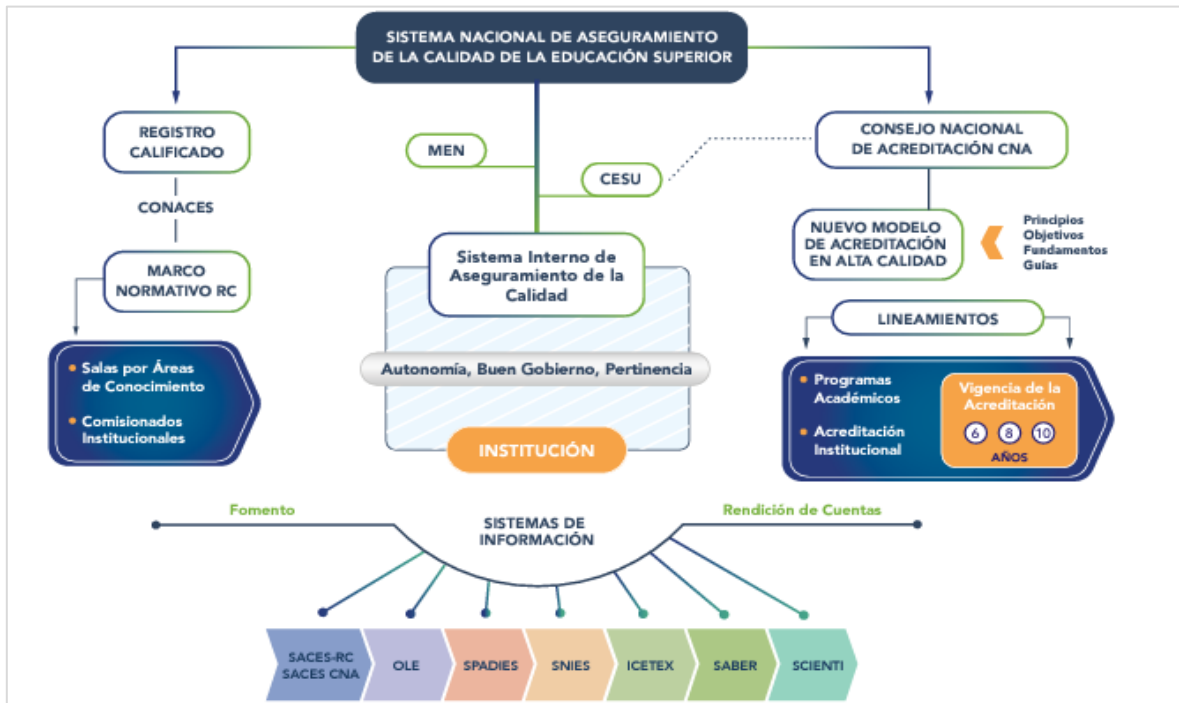 SISTEMA NACIONAL DE ASEGURAMIENTO
DE LA CALIDAD DE LA EDUCACIÓN SUPERIOR
REGISTRO
CALIFICADO
CONACES
MARCO
NORMATIVO RC
Salas por Áreas
de Conocimiento
Comisionados
Institucionales
MEN
CESU
Sistema Interno de
Aseguramiento de la
Calidad
Autonomía, Buen Gobierno, Pertinencia
INSTITUCIÓN
CONSEJO NACIONAL
DE ACREDITACIÓN CNA
NUEVO MODELO
DE ACREDITACIÓN
EN ALTA CALIDAD
Principios
Objetivos
Fundamentos
Guías
LINEAMIENTOS
Programas
Académicos
Acreditación
Institucional
Vigencia de la
Acreditación
6 8 10
AÑOS
Fomento
SISTEMAS DE
INFORMACIÓN
Rendición de Cuentas
SACES-RC
SACES CNA
OLE
SPADIES
SNIES
ICETEX
SABER
SCIENTI